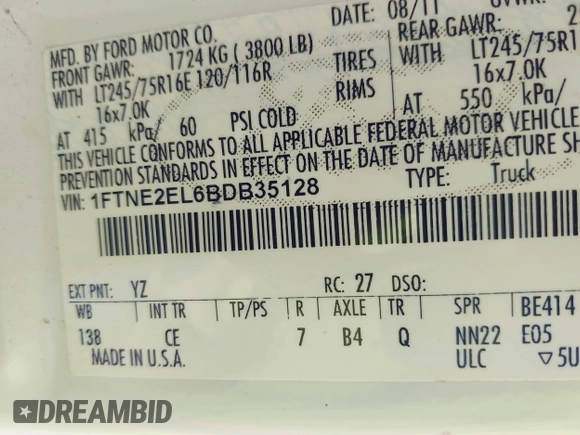 DATE: 08/11 GVWR:
MFD. BY FORD MOTOR CO.
FRONT GAWR: 1724 KG ( 3800 LB) REAR GAWR: 2
WITH LT245/75R16E 120/116R TIRES WITH LT245/75R1
16x7.0K RIMS 16x7.0K
AT 415 kPa/ 60 PSI COLD AT 550 kPa/
THIS VEHICLE CONFORMS TO ALL APPLICABLE FEDERAL MOTOR VEHICLE
STANDARDS IN EFFECT ON THE DATE OF MANUFACTURE SH
VIN: 1FTNE2EL6BDB35128 TYPE: Truck
EXT PNT: YZ RC: 27 DSO:
WB INT TR TP/PS R AXLE TR SPR BE414
138 CE 7 B4 Q NN22 E05
MADE IN U.S.A. ULC ▽5U
DREAMBID